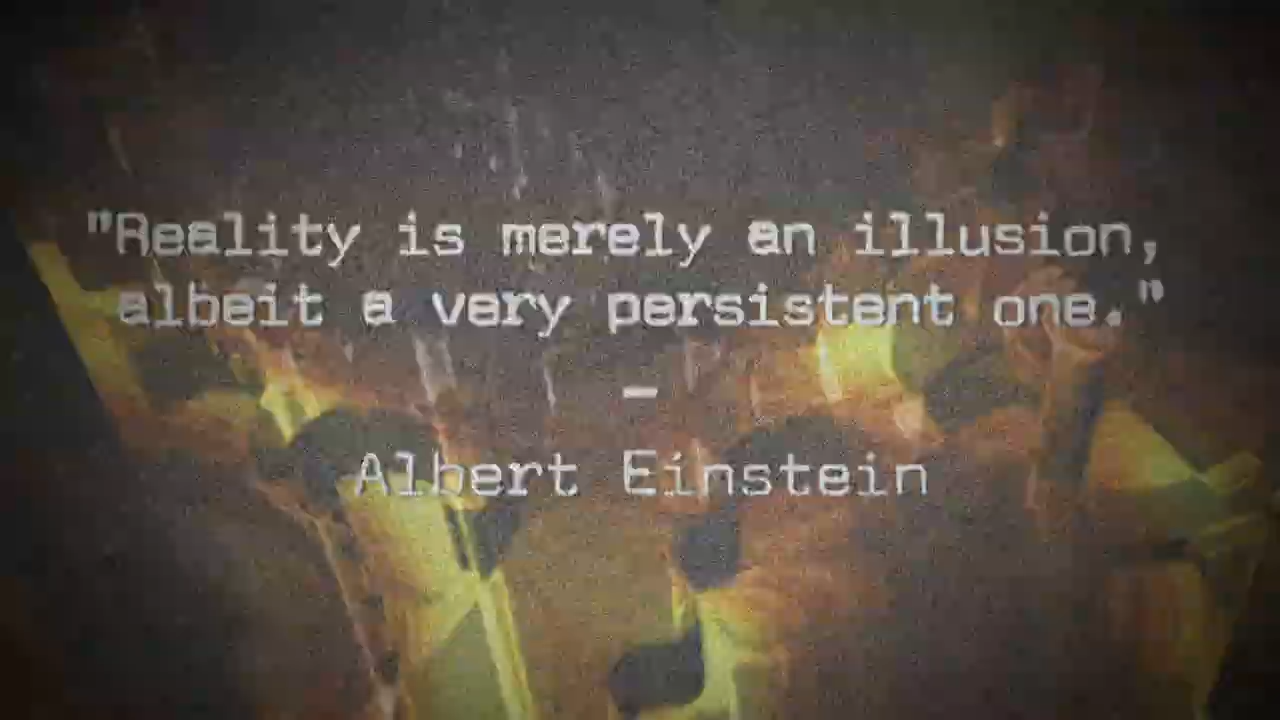 "Reality is merely an illusion,
albeit a very persistent one."
-
Albert Einstein